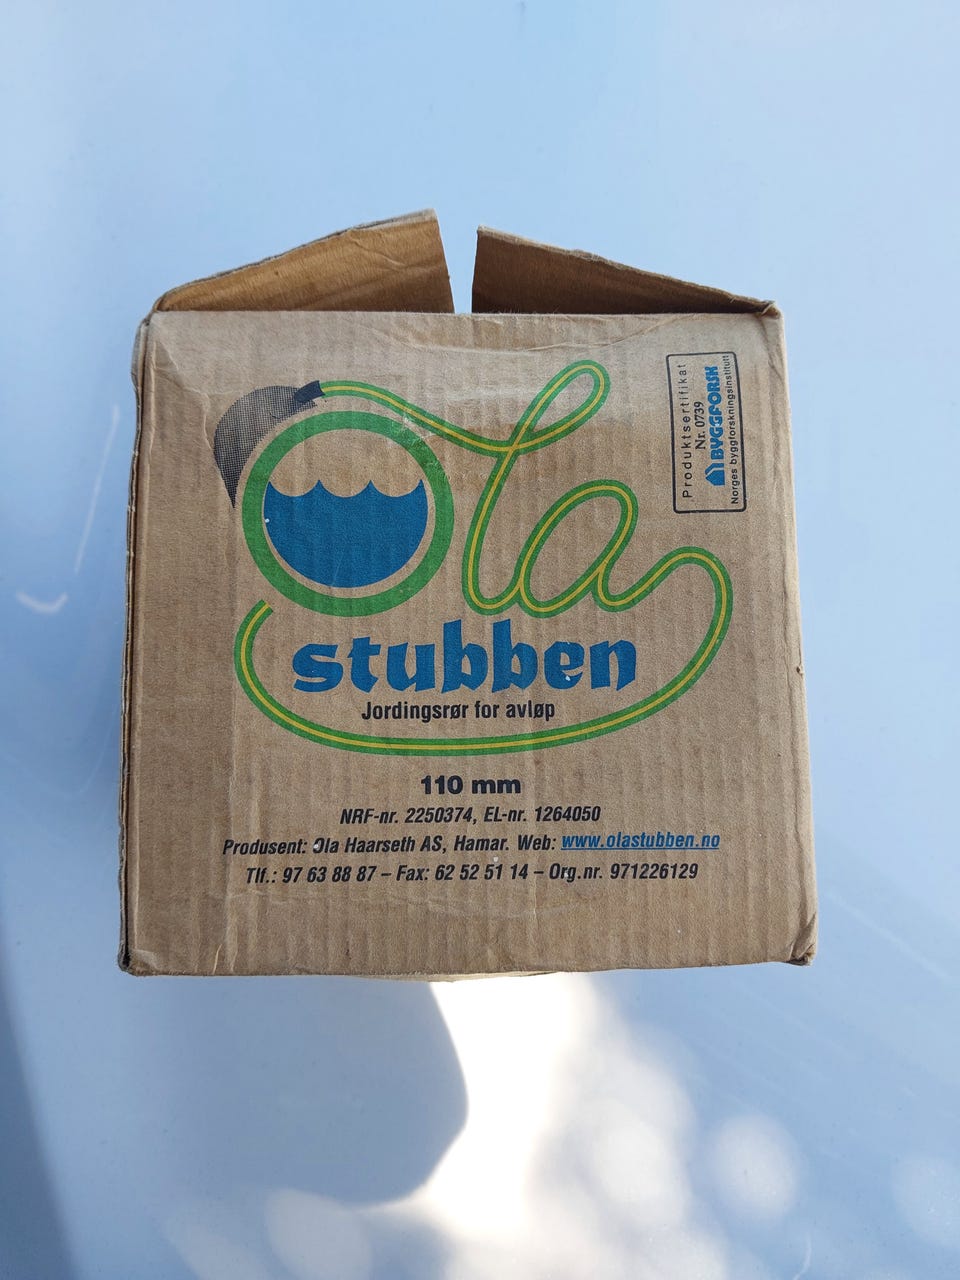 Ola
stubben
Jordingsrør for avløp
110 mm
NRF-nr. 2250374, EL-nr. 1264050
Produsent: Ola Haarseth AS, Hamar. Web: www.olastubben.no
Tlf.: 97 63 88 87 – Fax: 62 52 51 14 – Org.nr. 971226129
Produktsertifikat
Nr. 0739
BYGGFORSK
Norges byggforskningsinstitutt